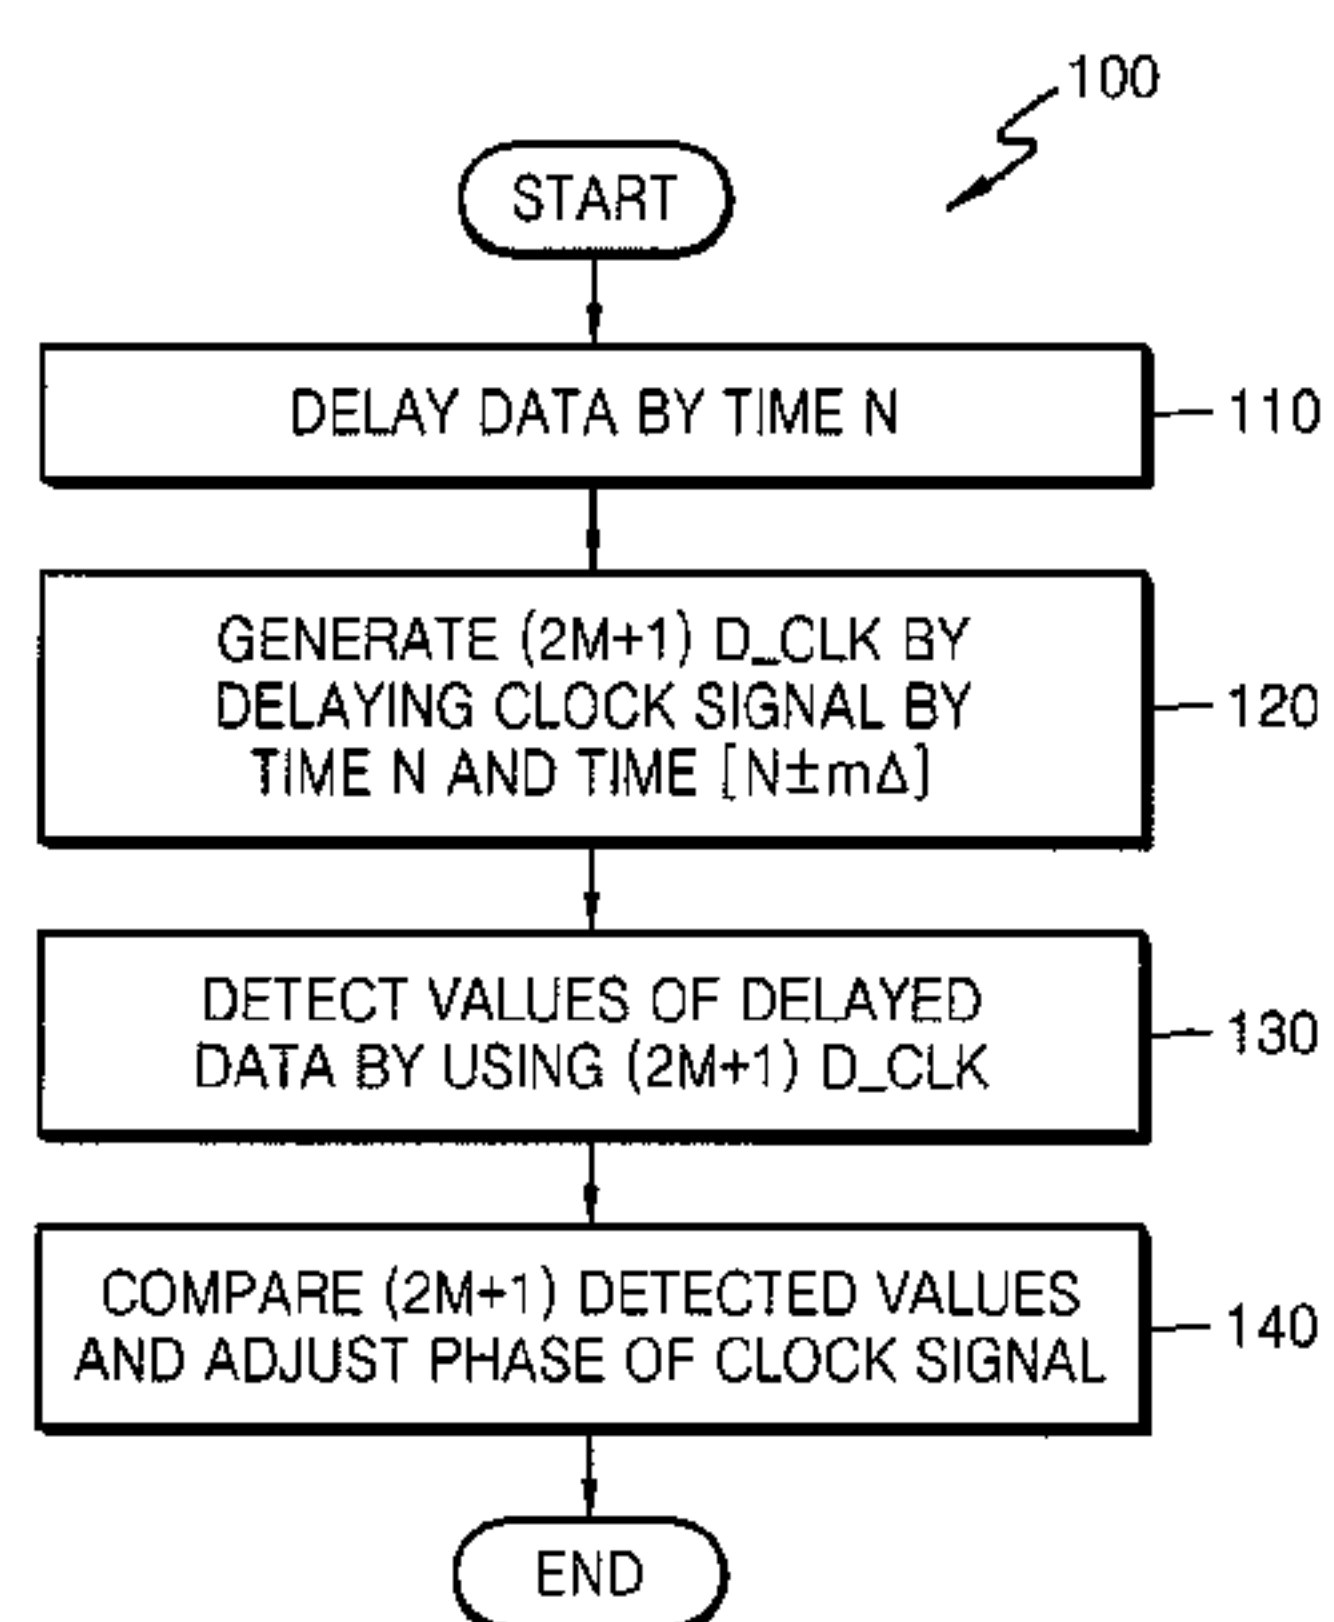 100
START
DELAY DATA BY TIME N
110
GENERATE (2M+1) D_CLK BY
DELAYING CLOCK SIGNAL BY
TIME N AND TIME [N±mΔ]
120
DETECT VALUES OF DELAYED
DATA BY USING (2M+1) D_CLK
130
COMPARE (2M+1) DETECTED VALUES
AND ADJUST PHASE OF CLOCK SIGNAL
140
END